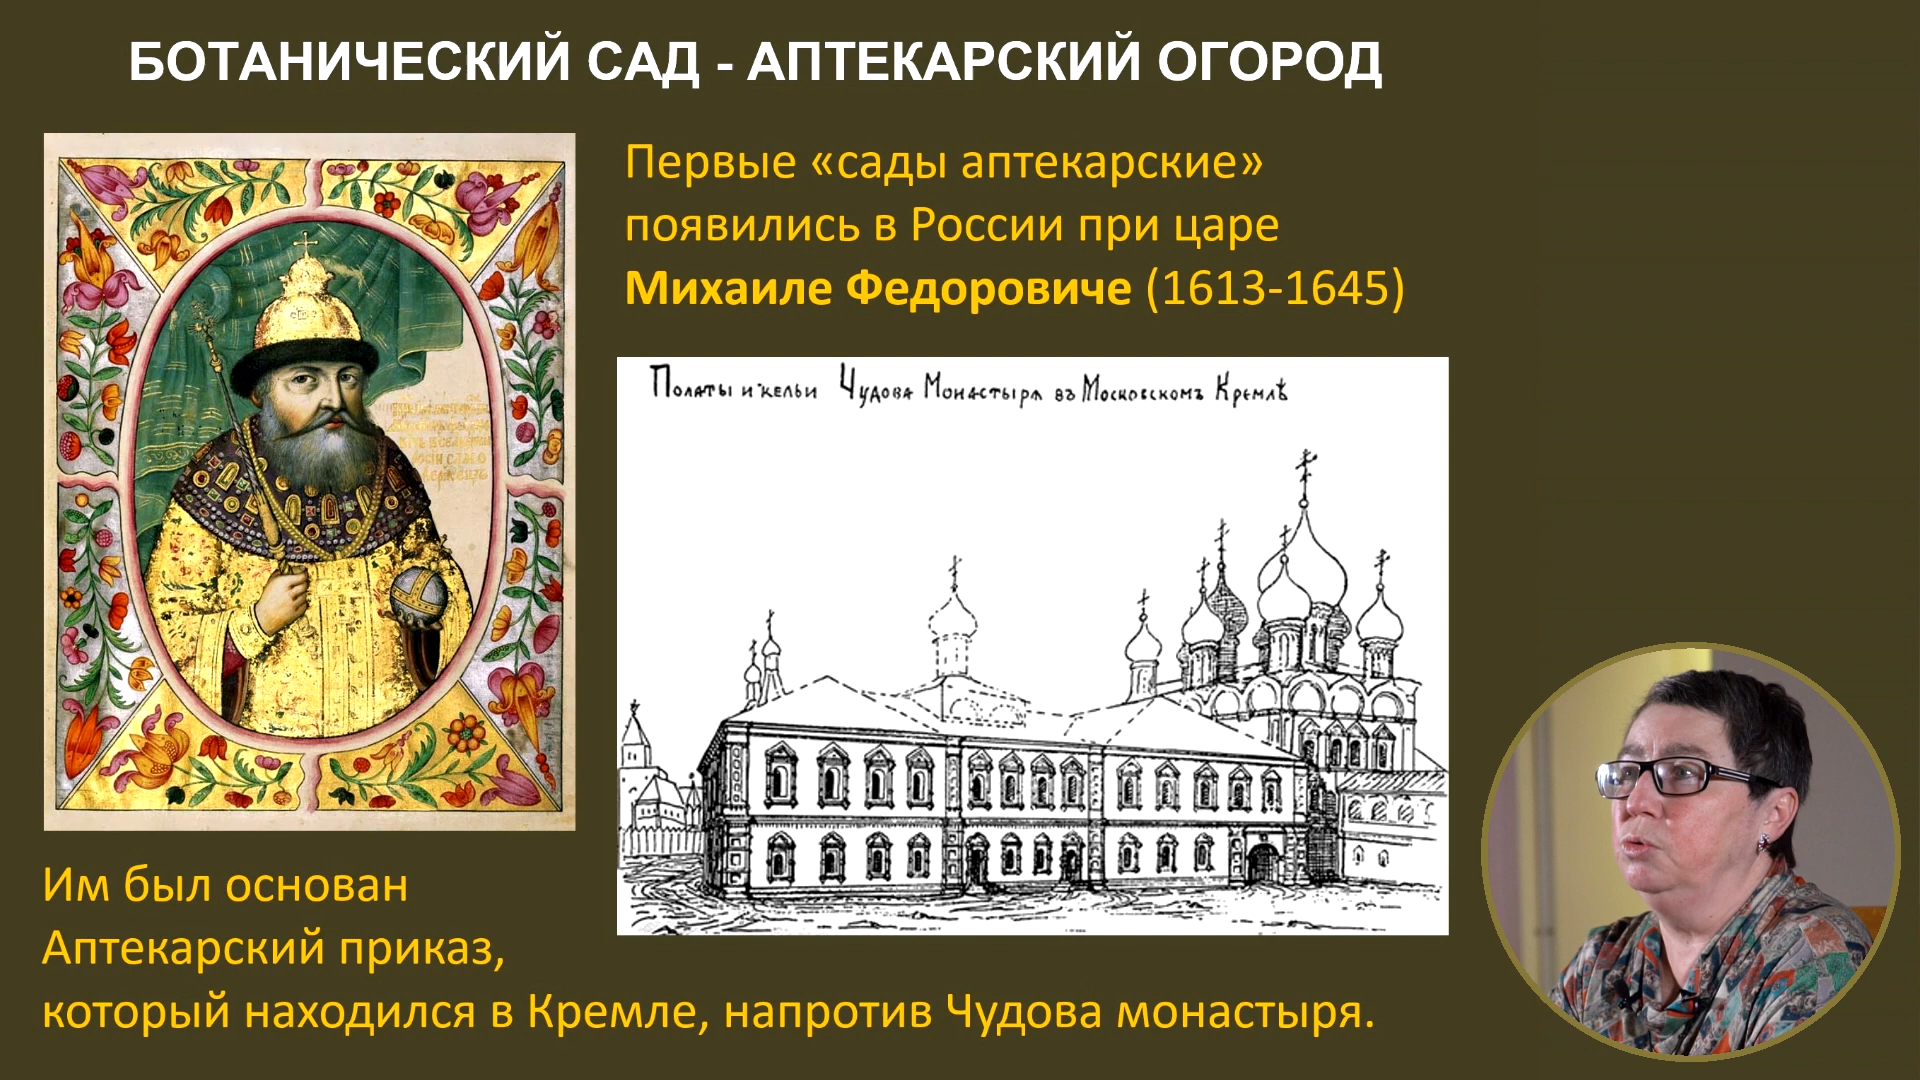 БОТАНИЧЕСКИЙ САД - АПТЕКАРСКИЙ ОГОРОД
Первые «сады аптекарские»
появились в России при царе
Михаиле Федоровиче (1613-1645)
Полаты и кельи Чудова Монастыря въ Московскомъ Кремлѣ
Им был основан
Аптекарский приказ,
который находился в Кремле, напротив Чудова монастыря.